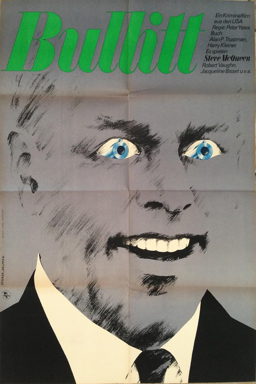 Bullitt
Ein Kriminalfilm
aus den USA
Regie: Peter Yates
Buch:
Alan P. Trustman,
Harry Kleiner
Es spielen:
Steve McQueen
Robert Vaughn,
Jacqueline Bisset u.v.a.